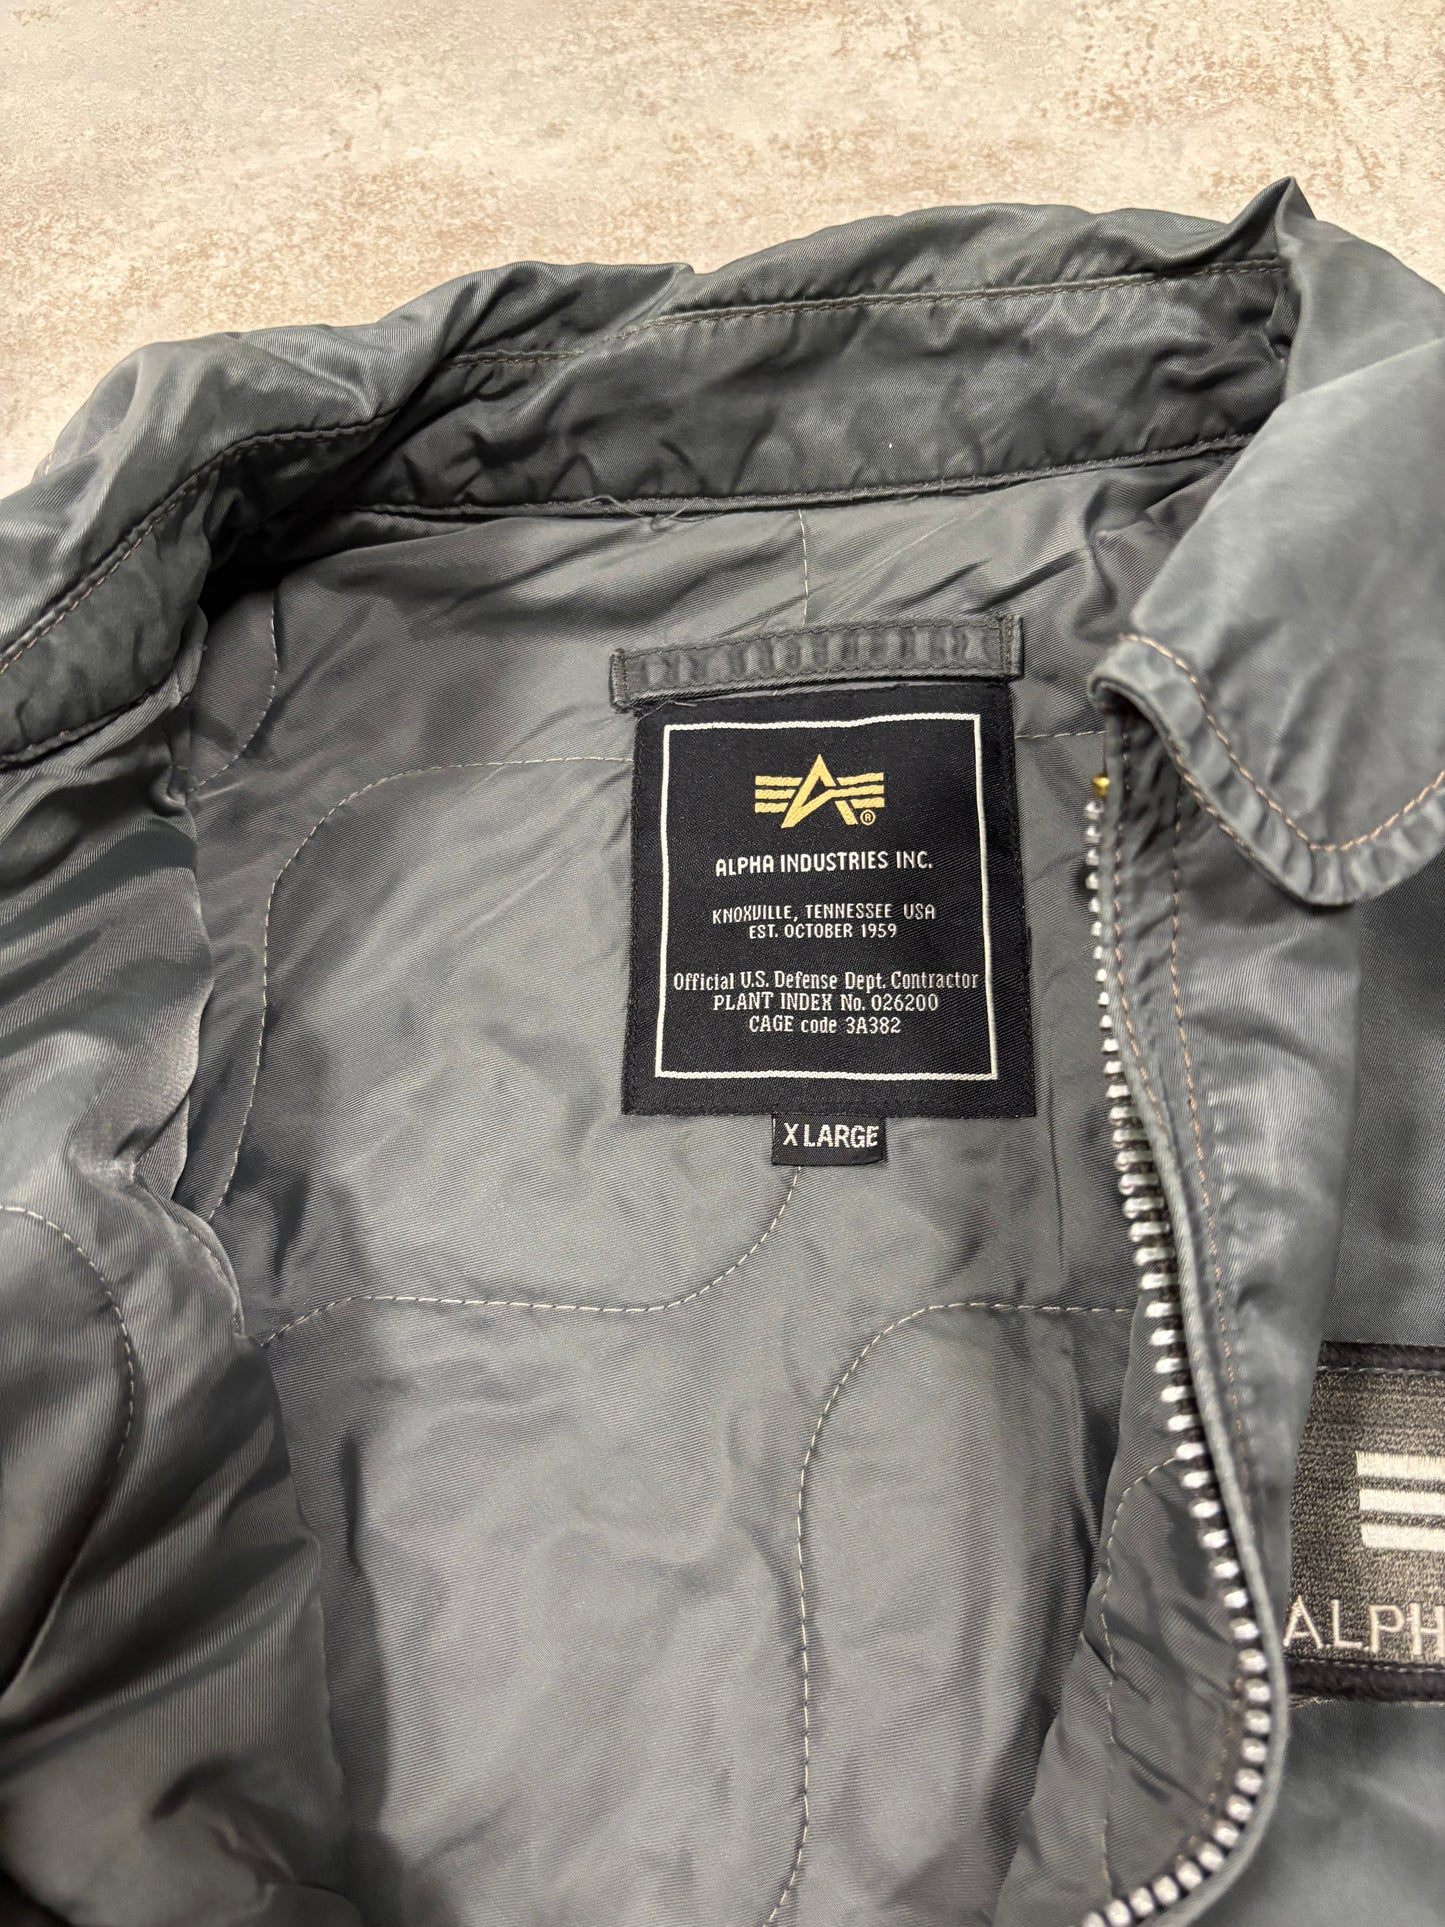 ®
ALPHA INDUSTRIES INC.
KNOXVILLE, TENNESSEE USA
EST. OCTOBER 1959
Official U.S. Defense Dept. Contractor
PLANT INDEX No. 026200
CAGE code 3A382
X LARGE
ALPH